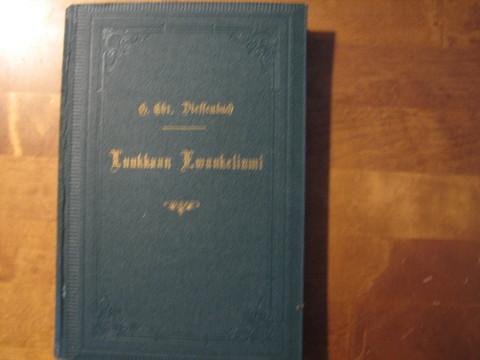 G. Chr. Dieffenbach
Luukkaan Ewankeliumi